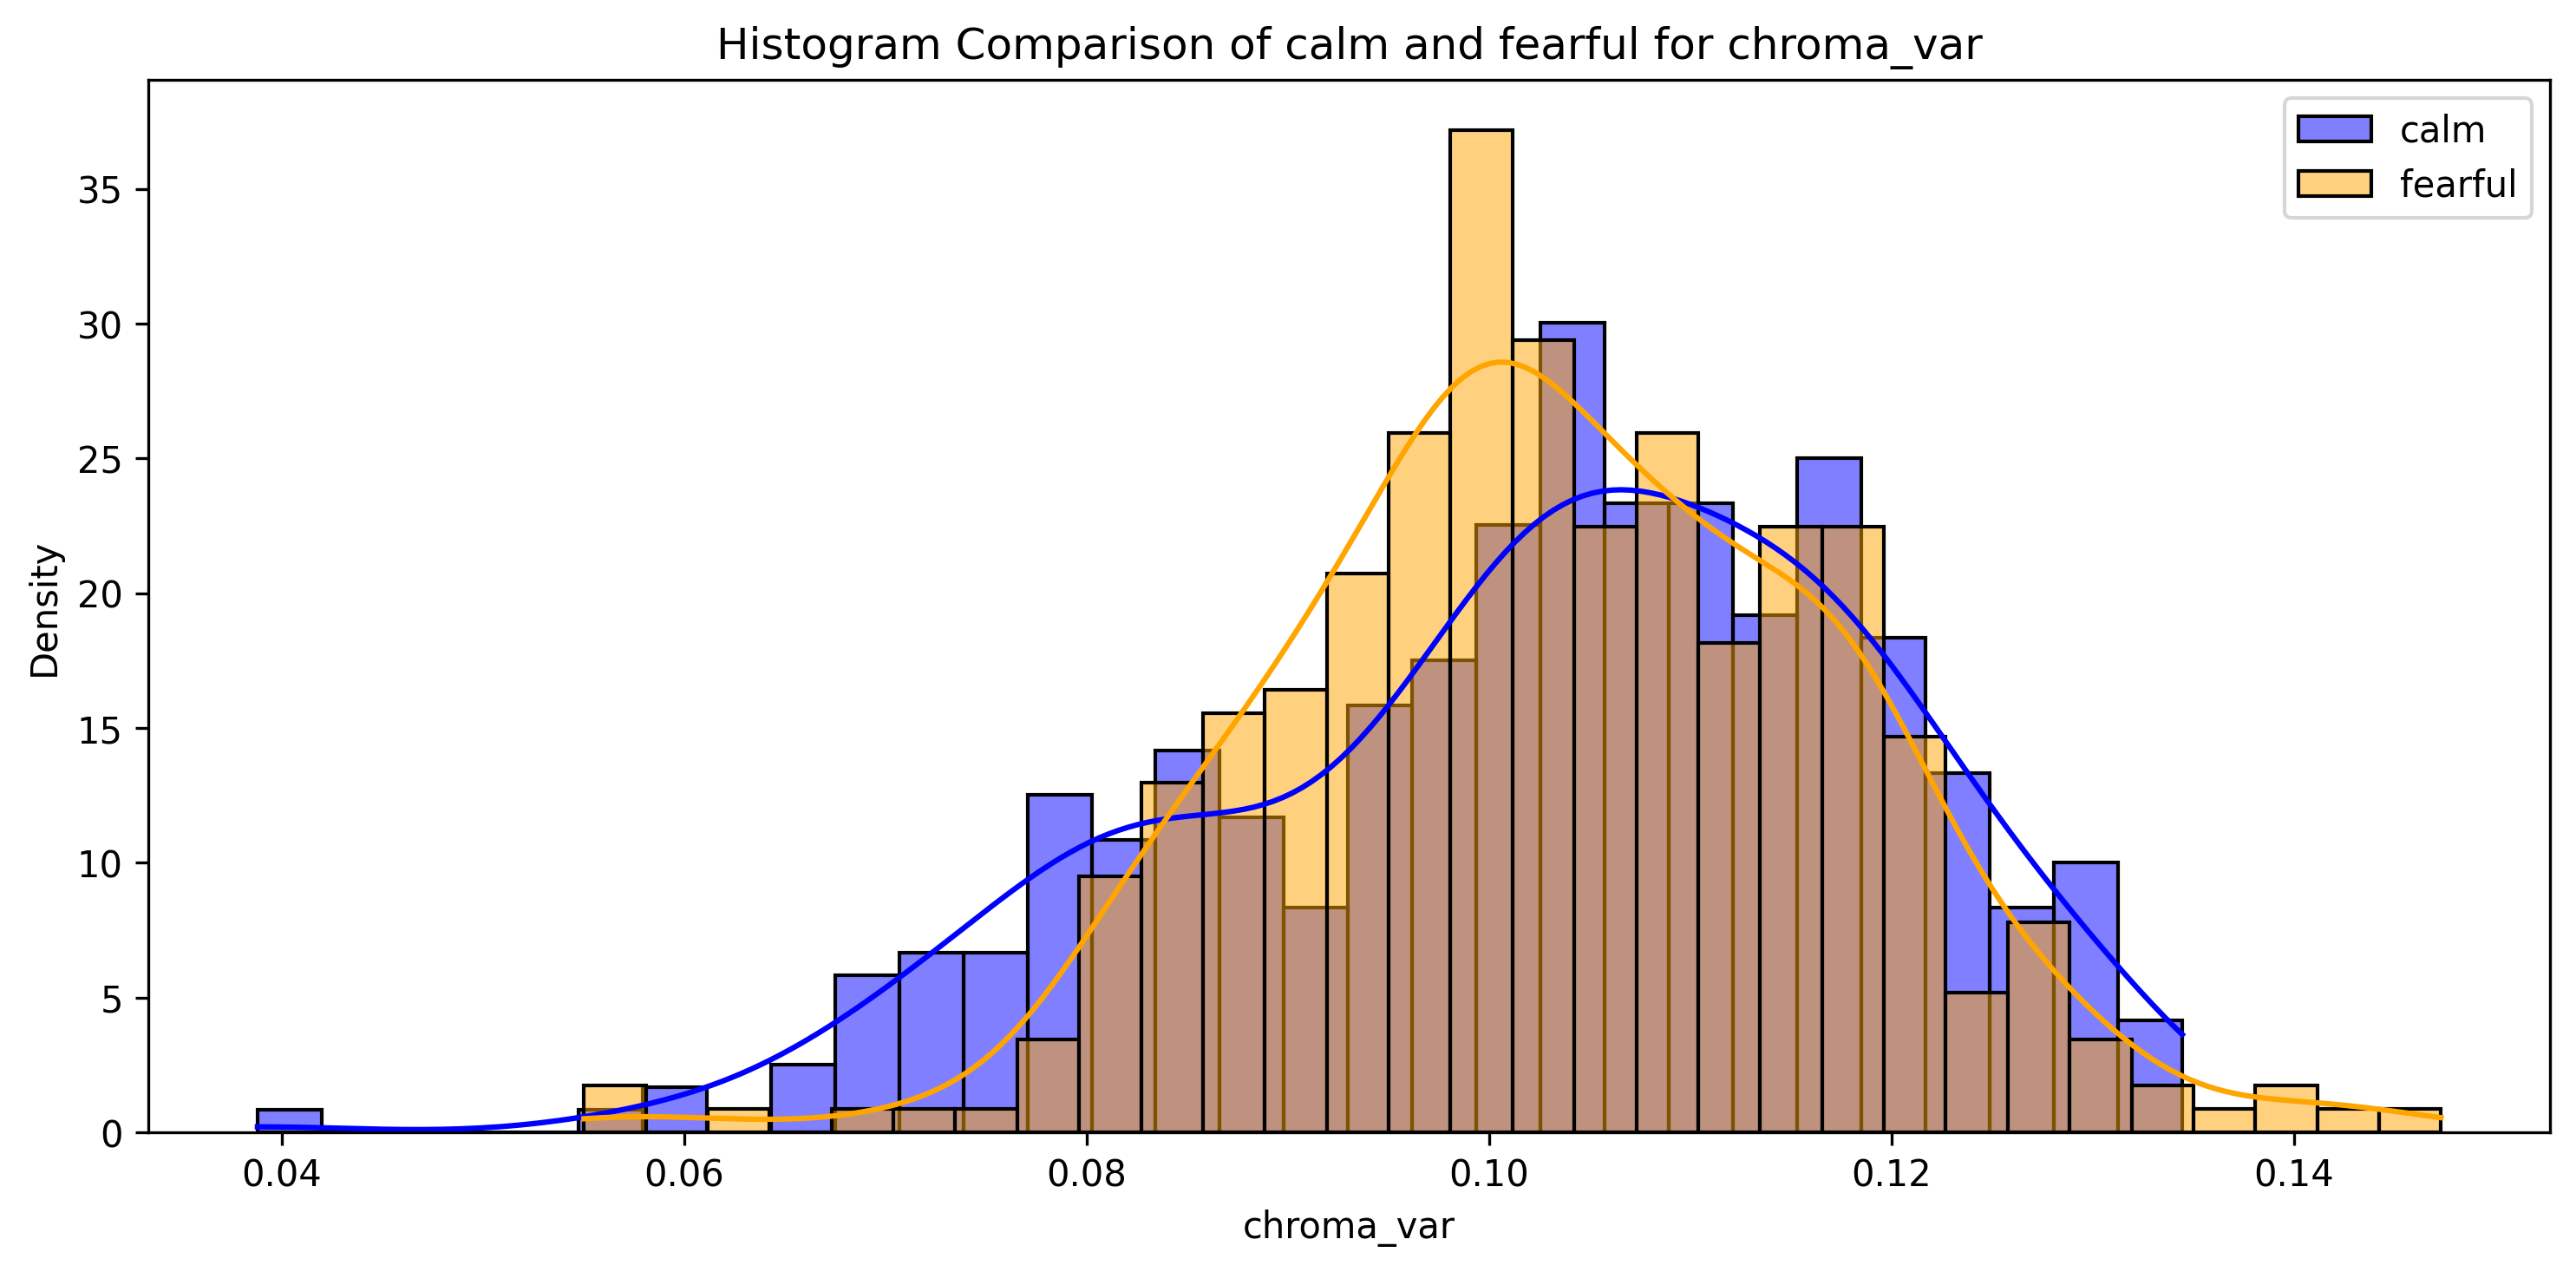 Histogram Comparison of calm and fearful for chroma_var
calm
fearful
Density
35
30
25
20
15
10
5
0
0.04 0.06 0.08 0.10 0.12 0.14
chroma_var